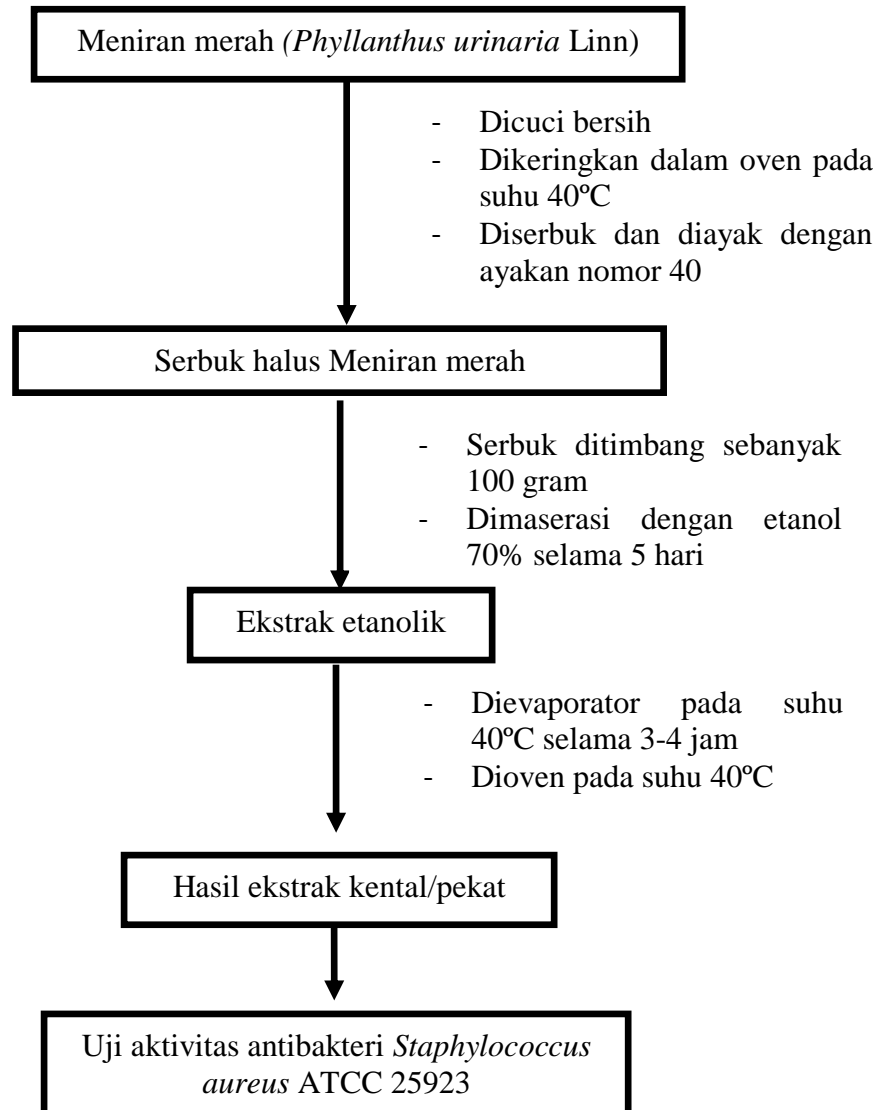 Meniran merah (Phyllanthus urinaria Linn)
- Dicuci bersih
- Dikeringkan dalam oven pada
suhu 40ºC
- Diserbuk dan diayak dengan
ayakan nomor 40
Serbuk halus Meniran merah
- Serbuk ditimbang sebanyak
100 gram
- Dimaserasi dengan etanol
70% selama 5 hari
Ekstrak etanolik
- Dievaporator pada suhu
40ºC selama 3-4 jam
- Dioven pada suhu 40ºC
Hasil ekstrak kental/pekat
Uji aktivitas antibakteri Staphylococcus
aureus ATCC 25923